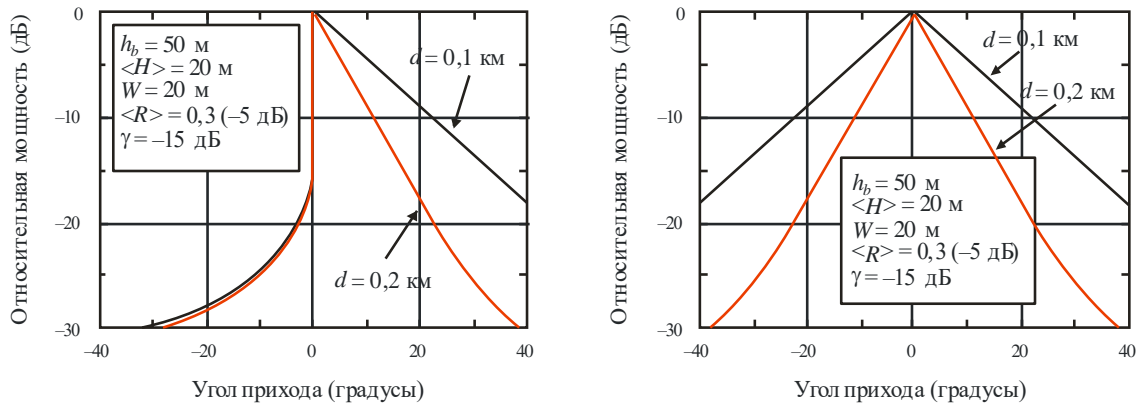 Относительная мощность (дБ)
0
–10
–20
–30
h_b = 50 м
<H> = 20 м
W = 20 м
<R> = 0,3 (–5 дБ)
γ = –15 дБ
d = 0,1 км
d = 0,2 км
–40
–20
0
20
40
Угол прихода (градусы)
Относительная мощность (дБ)
0
–10
–20
–30
d = 0,1 км
d = 0,2 км
h_b = 50 м
<H> = 20 м
W = 20 м
<R> = 0,3 (–5 дБ)
γ = –15 дБ
–40
–20
0
20
40
Угол прихода (градусы)